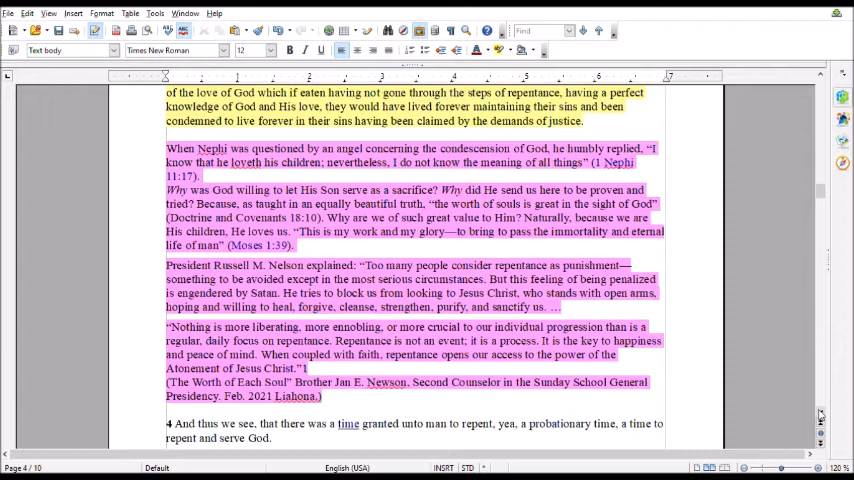 File Edit View Insert Format Table Tools Window Help
Find
Text body Times New Roman 12 B I U A
1 2 3 4 5 6 7
of the love of God which if eaten having not gone through the steps of repentance, having a perfect
knowledge of God and His love, they would have lived forever maintaining their sins and been
condemned to live forever in their sins having been claimed by the demands of justice.
When Nephi was questioned by an angel concerning the condescension of God, he humbly replied, “I
know that he loveth his children; nevertheless, I do not know the meaning of all things” (1 Nephi
11:17).
Why was God willing to let His Son serve as a sacrifice? Why did He send us here to be proven and
tried? Because, as taught in an equally beautiful truth, “the worth of souls is great in the sight of God”
(Doctrine and Covenants 18:10). Why are we of such great value to Him? Naturally, because we are
His children, He loves us. “This is my work and my glory—to bring to pass the immortality and eternal
life of man” (Moses 1:39).
President Russell M. Nelson explained: “Too many people consider repentance as punishment—
something to be avoided except in the most serious circumstances. But this feeling of being penalized
is engendered by Satan. He tries to block us from looking to Jesus Christ, who stands with open arms,
hoping and willing to heal, forgive, cleanse, strengthen, purify, and sanctify us. …
“Nothing is more liberating, more ennobling, or more crucial to our individual progression than is a
regular, daily focus on repentance. Repentance is not an event; it is a process. It is the key to happiness
and peace of mind. When coupled with faith, repentance opens our access to the power of the
Atonement of Jesus Christ.”1
(The Worth of Each Soul” Brother Jan E. Newson, Second Counselor in the Sunday School General
Presidency. Feb. 2021 Liahona.)
4 And thus we see, that there was a time granted unto man to repent, yea, a probationary time, a time to
repent and serve God.
Page 4 / 10 Default English (USA) INSRT STD * 120 %